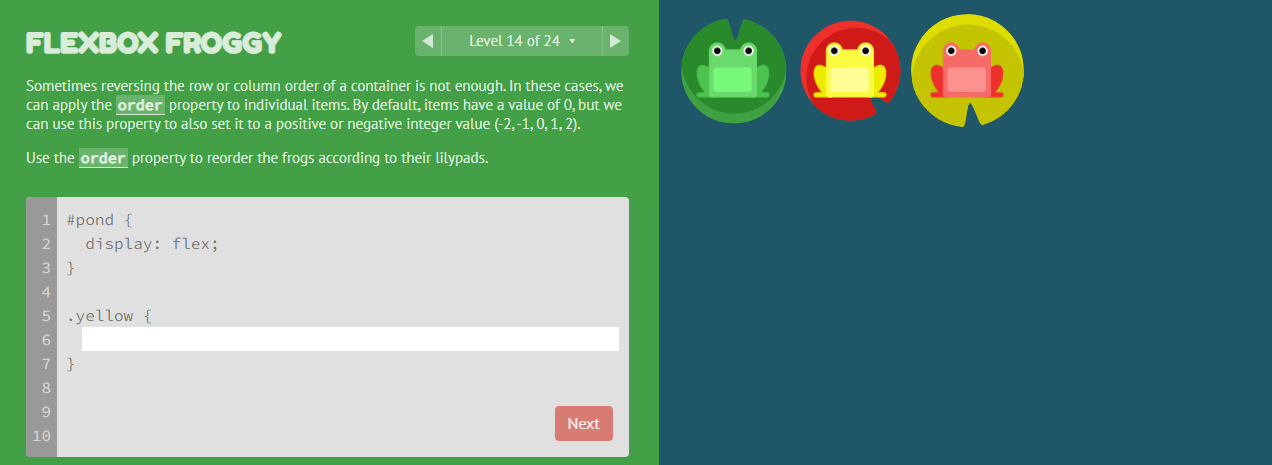 FLEXBOX FROGGY
Level 14 of 24
Sometimes reversing the row or column order of a container is not enough. In these cases, we
can apply the order property to individual items. By default, items have a value of 0, but we
can use this property to also set it to a positive or negative integer value (-2, -1, 0, 1, 2).
Use the order property to reorder the frogs according to their lilypads.
1 #pond {
2 display: flex;
3 }
4
5 .yellow {
6
7 }
8
9
10
Next